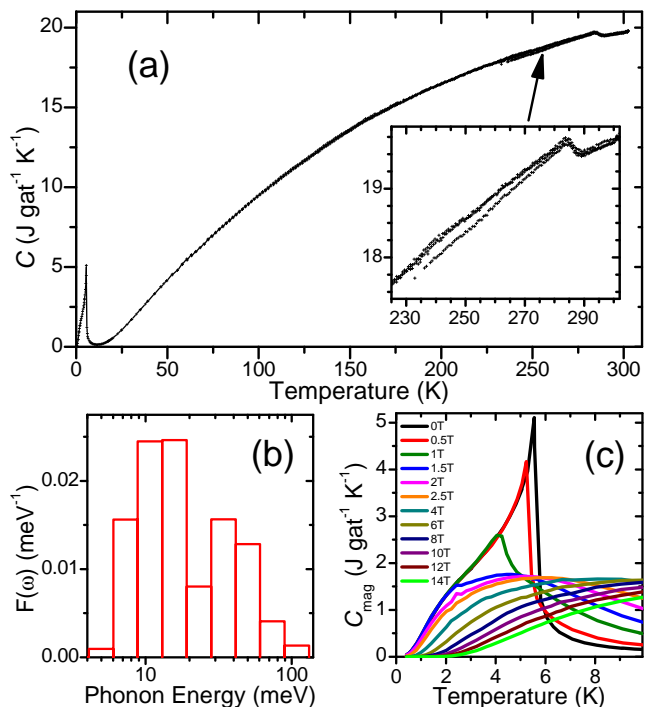 (a)
C (J gat⁻¹ K⁻¹)
20
15
10
5
0
0 50 100 150 200 250 300
Temperature (K)
19
18
225 250 270 290
(b)
F(ω) (meV⁻¹)
0.02
0.01
0.00
10 100
Phonon Energy (meV)
(c)
C_mag (J gat⁻¹ K⁻¹)
5
4
3
2
1
0
0T
0.5T
1T
1.5T
2T
2.5T
4T
6T
8T
10T
12T
14T
0 2 4 6 8
Temperature (K)